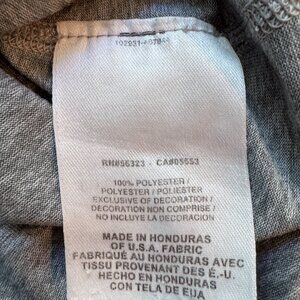 RN#56323 - CA#05553
100% POLYESTER /
POLYESTER / POLIESTER
EXCLUSIVE OF DECORATION /
DECORATION NON COMPRISE /
NO INCLUYE LA DECORACION
MADE IN HONDURAS
OF U.S.A. FABRIC
FABRIQUÉ AU HONDURAS AVEC
TISSU PROVENANT DES É.-U.
HECHO EN HONDURAS
CON TELA DE EUA